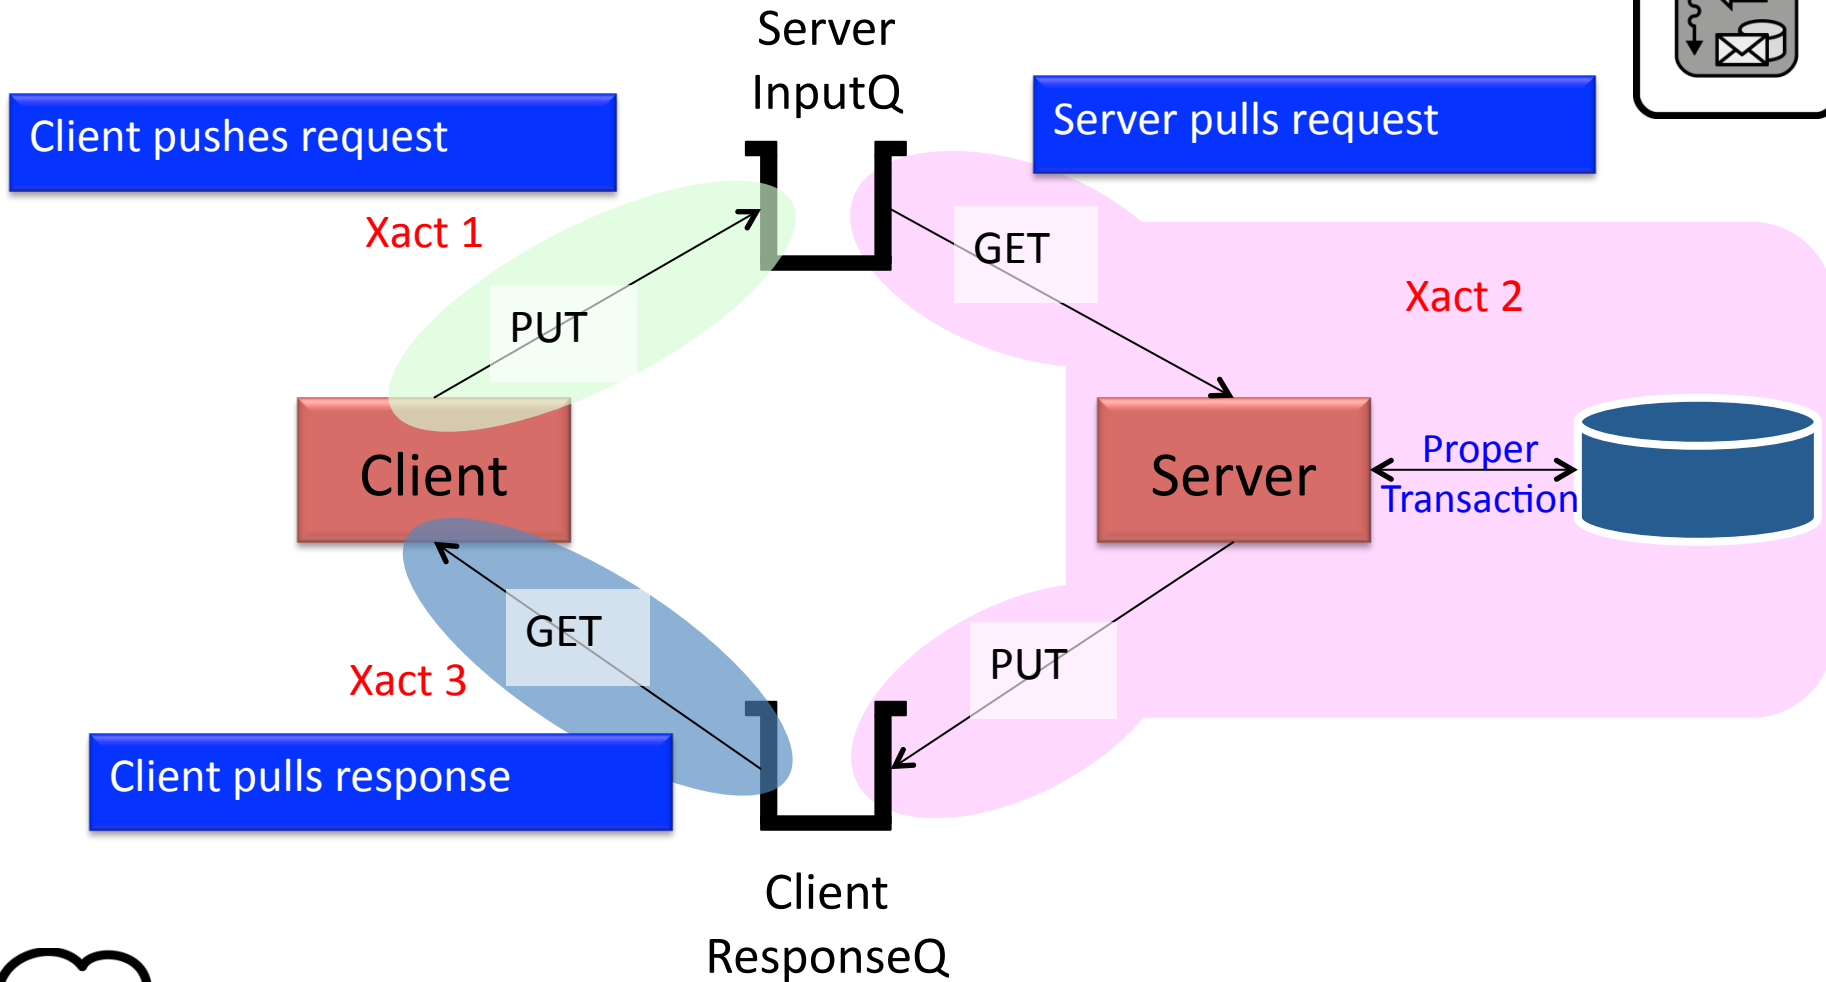 Server
InputQ
Client pushes request
Server pulls request
Xact 1
GET
Xact 2
PUT
Client
Server
Proper
Transaction
GET
PUT
Xact 3
Client pulls response
Client
ResponseQ